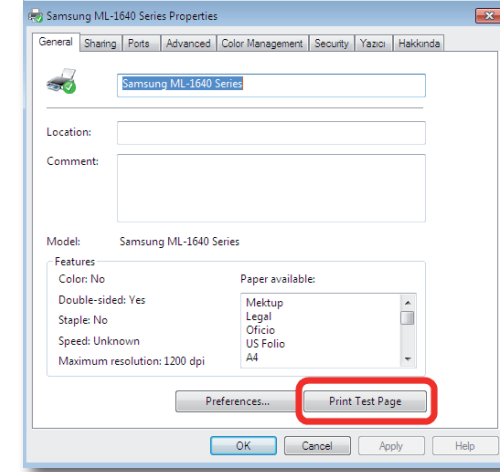 Samsung ML-1640 Series Properties
General Sharing Ports Advanced Color Management Security Yazıcı Hakkında
Samsung ML-1640 Series
Location:
Comment:
Model: Samsung ML-1640 Series
Features
Color: No
Double-sided: Yes
Staple: No
Speed: Unknown
Maximum resolution: 1200 dpi
Paper available:
Mektup
Legal
Oficio
US Folio
A4
Preferences... Print Test Page
OK Cancel Apply Help